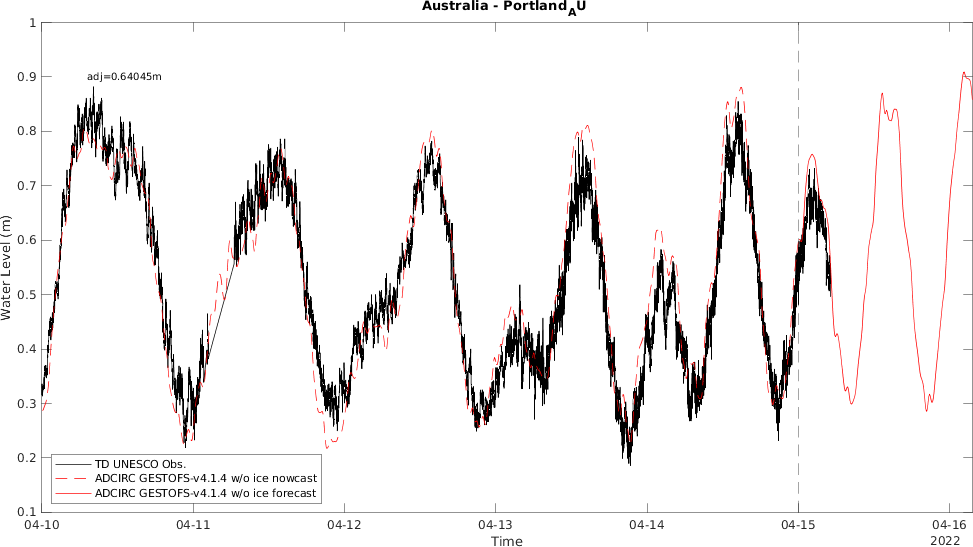 Australia - Portland_AU
1
0.9
adj=0.64045m
0.8
0.7
0.6
Water Level (m)
0.5
0.4
0.3
0.2
TD UNESCO Obs.
ADCIRC GESTOFS-v4.1.4 w/o ice nowcast
ADCIRC GESTOFS-v4.1.4 w/o ice forecast
0.1
04-10 04-11 04-12 04-13 04-14 04-15 04-16
Time 2022